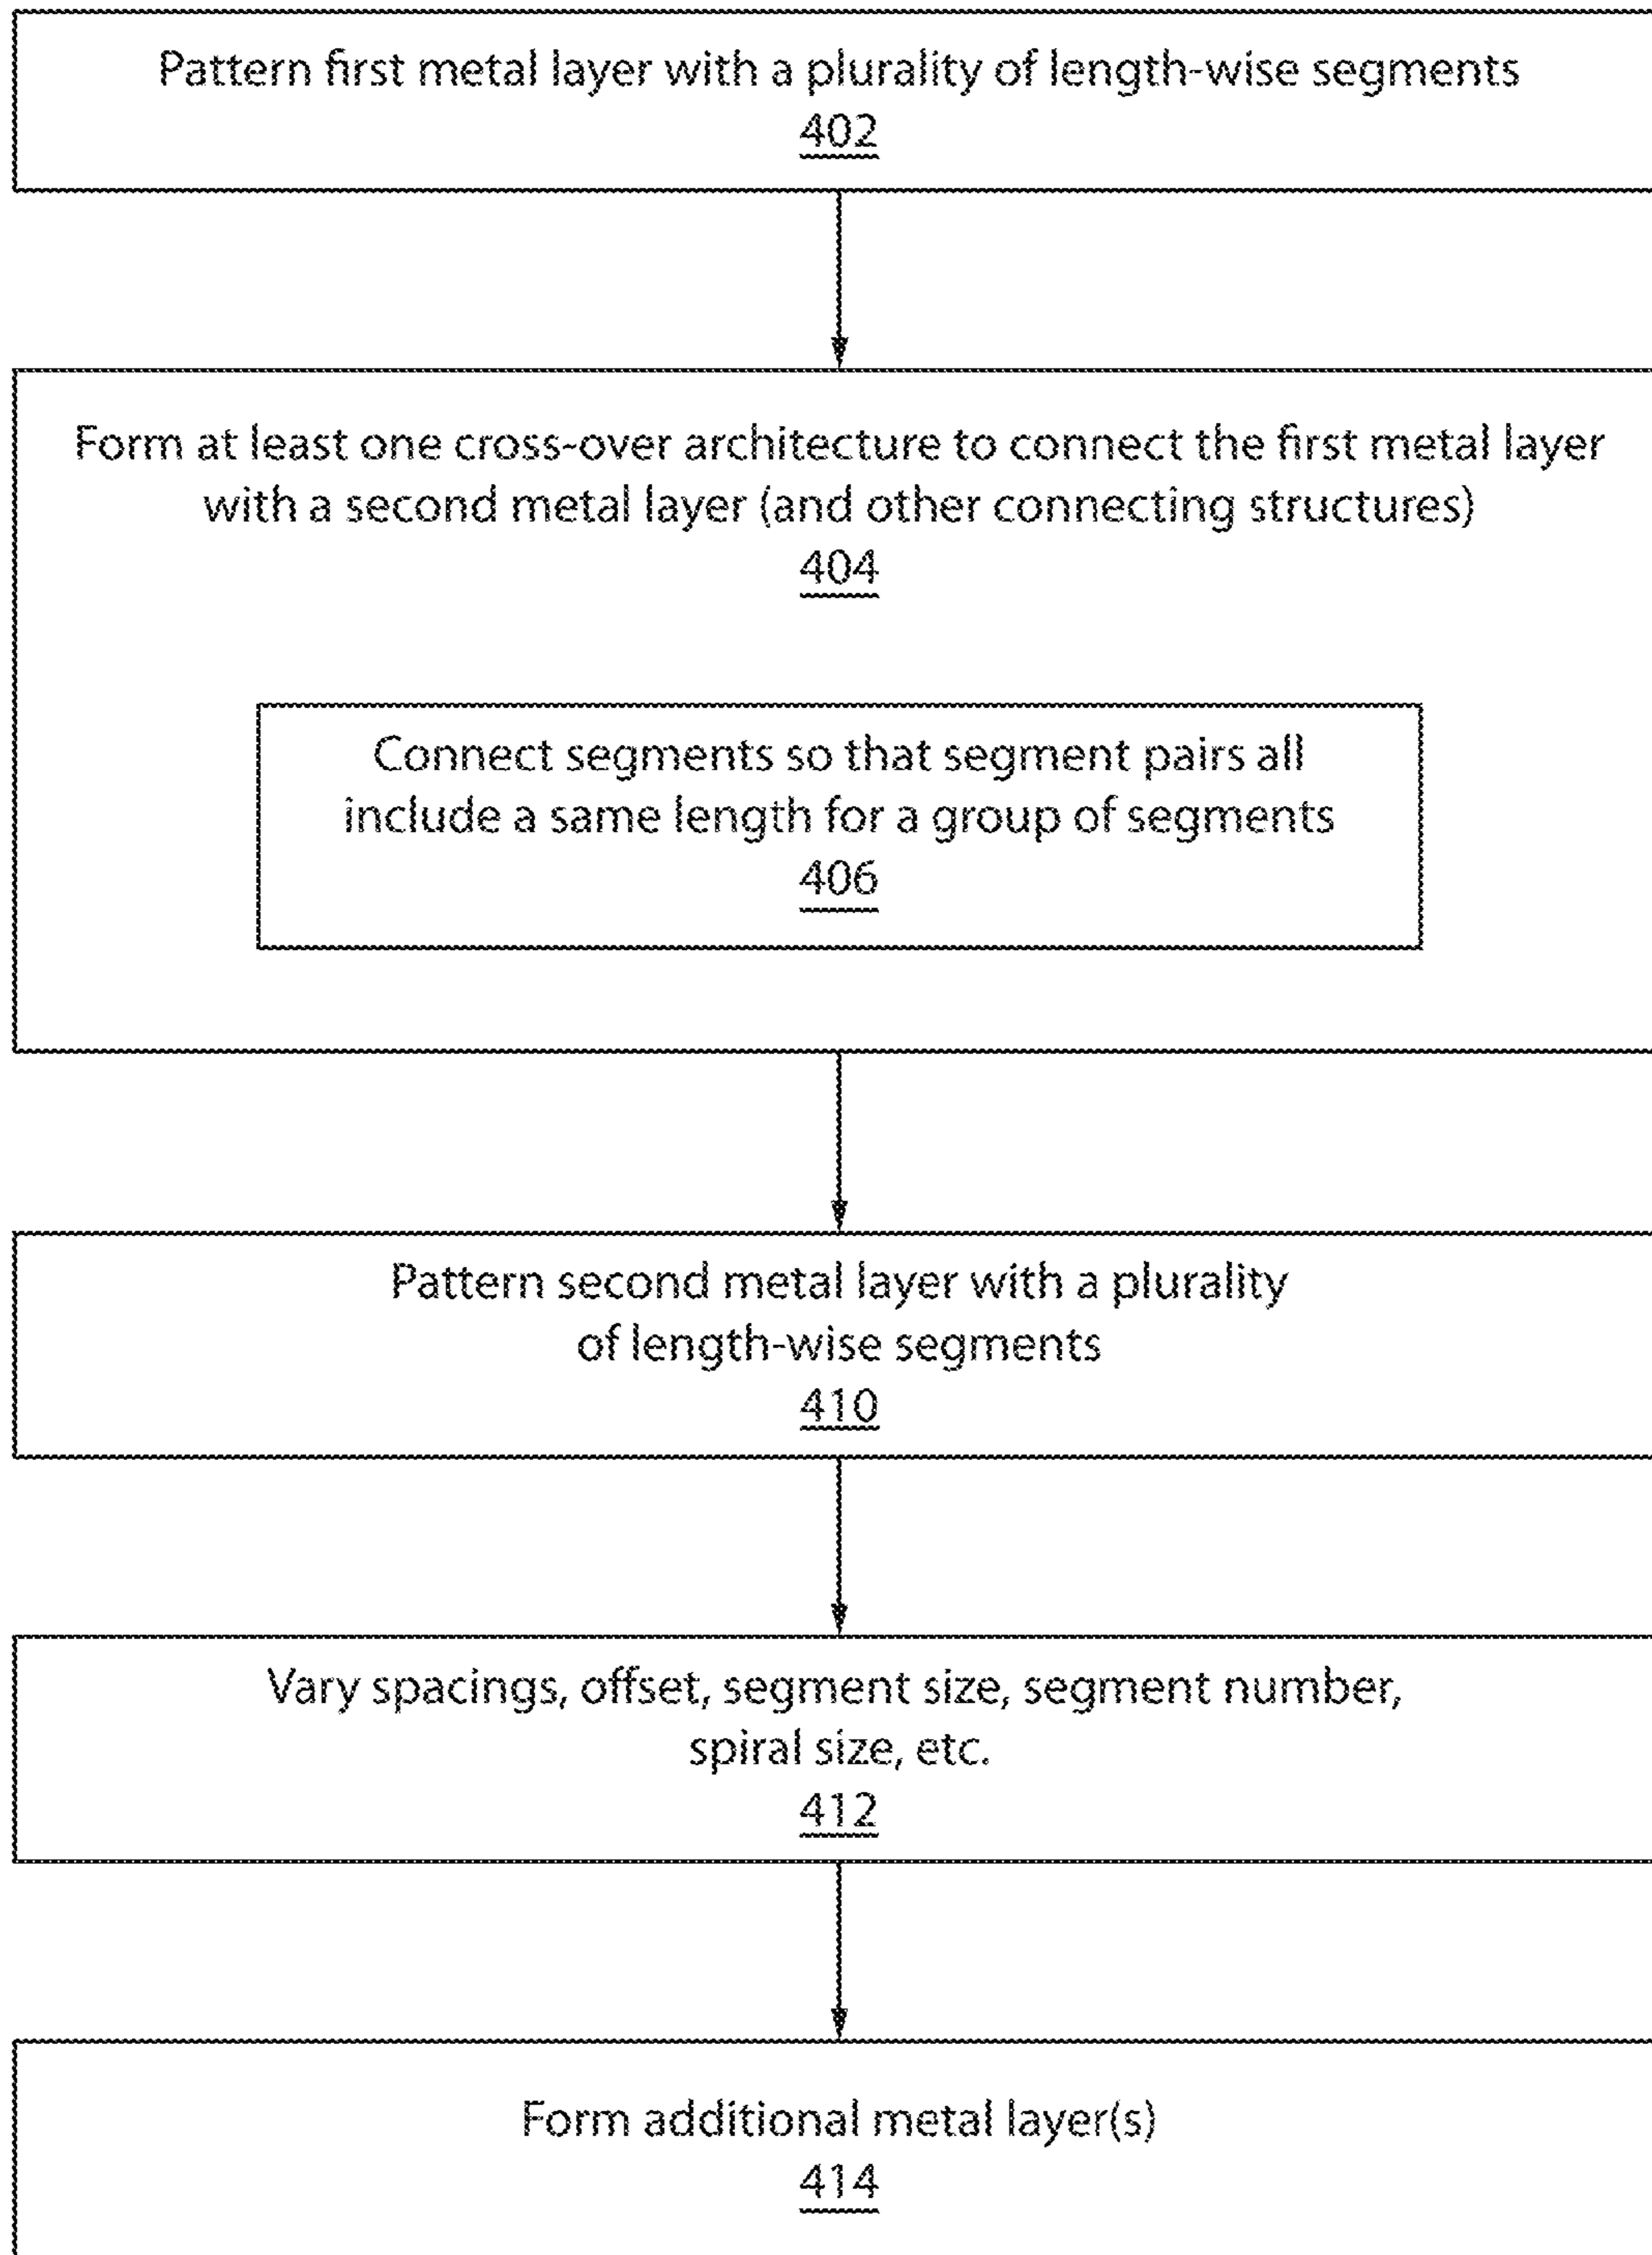 Pattern first metal layer with a plurality of length-wise segments
402
Form at least one cross-over architecture to connect the first metal layer
with a second metal layer (and other connecting structures)
404
Connect segments so that segment pairs all
include a same length for a group of segments
406
Pattern second metal layer with a plurality
of length-wise segments
410
Vary spacings, offset, segment size, segment number,
spiral size, etc.
412
Form additional metal layer(s)
414